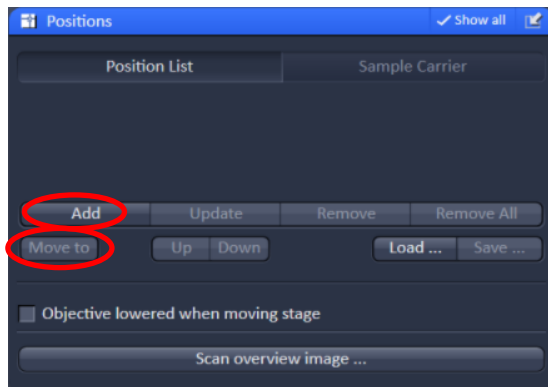 Positions Show all
Position List Sample Carrier
Add Update Remove Remove All
Move to Up Down Load ... Save ...
Objective lowered when moving stage
Scan overview image ...